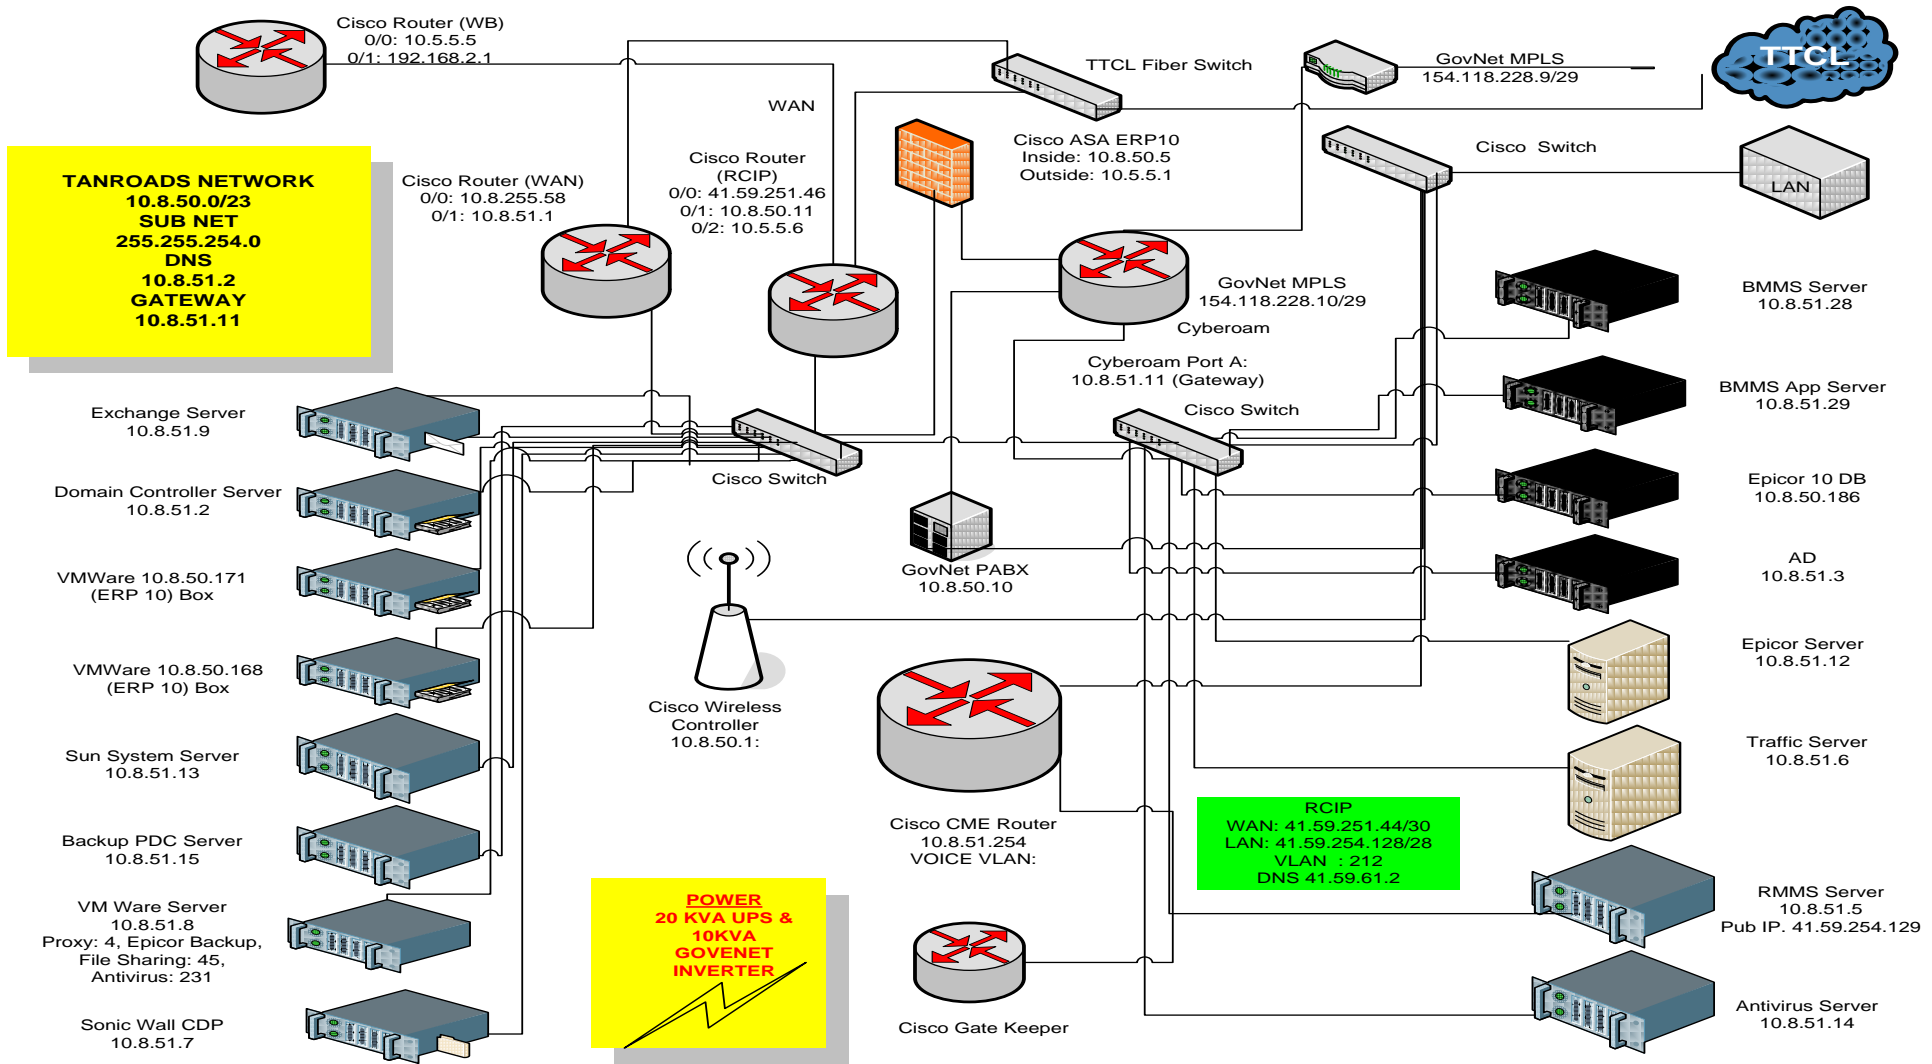 Cisco Router (WB)
0/0: 10.5.5.5
0/1: 192.168.2.1
TTCL Fiber Switch
GovNet MPLS
154.118.228.9/29
TTCL
WAN
Cisco ASA ERP10
Inside: 10.8.50.5
Outside: 10.5.5.1
Cisco  Switch
LAN
TANROADS NETWORK
10.8.50.0/23
SUB NET
255.255.254.0
DNS
10.8.51.2
GATEWAY
10.8.51.11
Cisco Router (WAN)
0/0: 10.8.255.58
0/1: 10.8.51.1
Cisco Router
(RCIP)
0/0: 41.59.251.46
0/1: 10.8.50.11
0/2: 10.5.5.6
GovNet MPLS
154.118.228.10/29
Cyberoam
Cyberoam Port A:
10.8.51.11 (Gateway)
Cisco Switch
BMMS Server
10.8.51.28
BMMS App Server
10.8.51.29
Exchange Server
10.8.51.9
Cisco Switch
Domain Controller Server
10.8.51.2
Epicor 10 DB
10.8.50.186
VMWare 10.8.50.171
(ERP 10) Box
GovNet PABX
10.8.50.10
AD
10.8.51.3
VMWare 10.8.50.168
(ERP 10) Box
Epicor Server
10.8.51.12
Cisco Wireless
Controller
10.8.50.1:
Sun System Server
10.8.51.13
Traffic Server
10.8.51.6
Cisco CME Router
10.8.51.254
VOICE VLAN:
RCIP
WAN: 41.59.251.44/30
LAN: 41.59.254.128/28
VLAN  : 212
DNS 41.59.61.2
Backup PDC Server
10.8.51.15
VM Ware Server
10.8.51.8
Proxy: 4, Epicor Backup,
File Sharing: 45,
Antivirus: 231
POWER
20 KVA UPS &
10KVA
GOVENET
INVERTER
RMMS Server
10.8.51.5
Pub IP. 41.59.254.129
Sonic Wall CDP
10.8.51.7
Cisco Gate Keeper
Antivirus Server
10.8.51.14